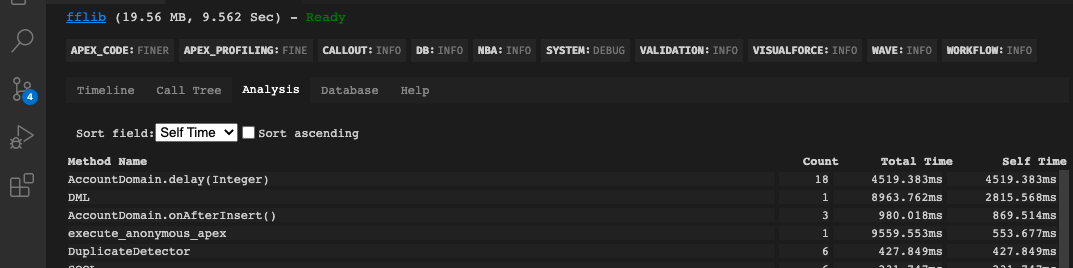 fflib (19.56 MB, 9.562 Sec) - Ready
APEX_CODE: FINER APEX_PROFILING: FINE CALLOUT: INFO DB: INFO NBA: INFO SYSTEM: DEBUG VALIDATION: INFO VISUALFORCE: INFO WAVE: INFO WORKFLOW: INFO
4
Timeline Call Tree Analysis Database Help
Sort field: Self Time Sort ascending
Method Name Count Total Time Self Time
AccountDomain.delay(Integer) 18 4519.383ms 4519.383ms
DML 1 8963.762ms 2815.568ms
AccountDomain.onAfterInsert() 3 980.018ms 869.514ms
execute_anonymous_apex 1 9559.553ms 553.677ms
DuplicateDetector 6 427.849ms 427.849ms